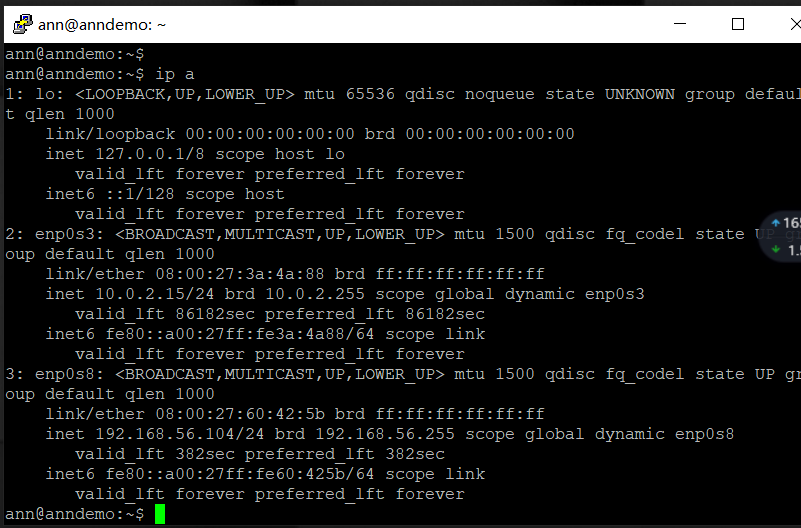 ann@anndemo: ~
ann@anndemo:~$
ann@anndemo:~$ ip a
1: lo: <LOOPBACK,UP,LOWER_UP> mtu 65536 qdisc noqueue state UNKNOWN group defaul
t qlen 1000
    link/loopback 00:00:00:00:00:00 brd 00:00:00:00:00:00
    inet 127.0.0.1/8 scope host lo
       valid_lft forever preferred_lft forever
    inet6 ::1/128 scope host
       valid_lft forever preferred_lft forever
2: enp0s3: <BROADCAST,MULTICAST,UP,LOWER_UP> mtu 1500 qdisc fq_codel state UP gr
oup default qlen 1000
    link/ether 08:00:27:3a:4a:88 brd ff:ff:ff:ff:ff:ff
    inet 10.0.2.15/24 brd 10.0.2.255 scope global dynamic enp0s3
       valid_lft 86182sec preferred_lft 86182sec
    inet6 fe80::a00:27ff:fe3a:4a88/64 scope link
       valid_lft forever preferred_lft forever
3: enp0s8: <BROADCAST,MULTICAST,UP,LOWER_UP> mtu 1500 qdisc fq_codel state UP gr
oup default qlen 1000
    link/ether 08:00:27:60:42:5b brd ff:ff:ff:ff:ff:ff
    inet 192.168.56.104/24 brd 192.168.56.255 scope global dynamic enp0s8
       valid_lft 382sec preferred_lft 382sec
    inet6 fe80::a00:27ff:fe60:425b/64 scope link
       valid_lft forever preferred_lft forever
ann@anndemo:~$